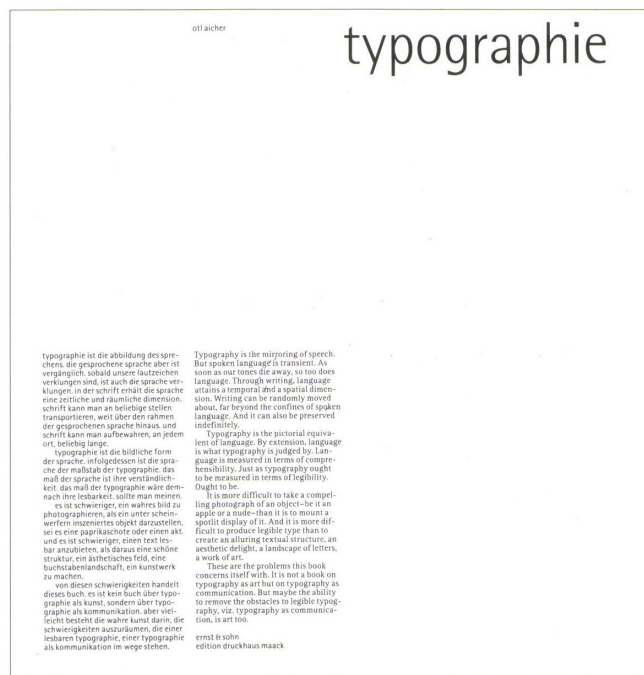 otl aicher
typographie
typographie ist die abbildung des spre-
chens. die gesprochene sprache aber ist
vergänglich. sobald unsere lautzeichen
verklungen sind, ist auch die sprache ver-
klungen. in der schrift erhält die sprache
eine zeitliche und räumliche dimension.
schrift kann man an beliebige stellen
transportieren, weit über den rahmen
der gesprochenen sprache hinaus. und
schrift kann man aufbewahren, an jedem
ort, beliebig lange.
typographie ist die bildliche form
der sprache. infolgedessen ist die spra-
che der maßstab der typographie. das
maß der sprache ist ihre verständlich-
keit. das maß der typographie wäre dem-
nach ihre lesbarkeit. sollte man meinen.
es ist schwieriger, ein wahres bild zu
photographieren, als ein unter schein-
werfern inszeniertes objekt darzustellen,
sei es eine paprikaschote oder einen akt.
und es ist schwieriger, einen text les-
bar anzubieten, als daraus eine schöne
struktur, ein ästhetisches feld, eine
buchstabenlandschaft, ein kunstwerk
zu machen.
von diesen schwierigkeiten handelt
dieses buch. es ist kein buch über typo-
graphie als kunst, sondern über typo-
graphie als kommunikation. aber viel-
leicht besteht die wahre kunst darin, die
schwierigkeiten auszuräumen, die einer
lesbaren typographie, einer typographie
als kommunikation im wege stehen.
Typography is the mirroring of speech.
But spoken language is transient. As
soon as our tones die away, so too does
language. Through writing, language
attains a temporal and a spatial dimen-
sion. Writing can be randomly moved
about, far beyond the confines of spoken
language. And it can also be preserved
indefinitely.
Typography is the pictorial equiva-
lent of language. By extension, language
is what typography is judged by. Lan-
guage is measured in terms of compre-
hensibility. Just as typography ought
to be measured in terms of legibility.
Ought to be.
It is more difficult to take a compel-
ling photograph of an object–be it an
apple or a nude–than it is to mount a
spotlit display of it. And it is more dif-
ficult to produce legible type than to
create an alluring textual structure, an
aesthetic delight, a landscape of letters,
a work of art.
These are the problems this book
concerns itself with. It is not a book on
typography as art but on typography as
communication. But maybe the ability
to remove the obstacles to legible typog-
raphy, viz. typography as communica-
tion, is art too.
ernst & sohn
edition druckhaus maack